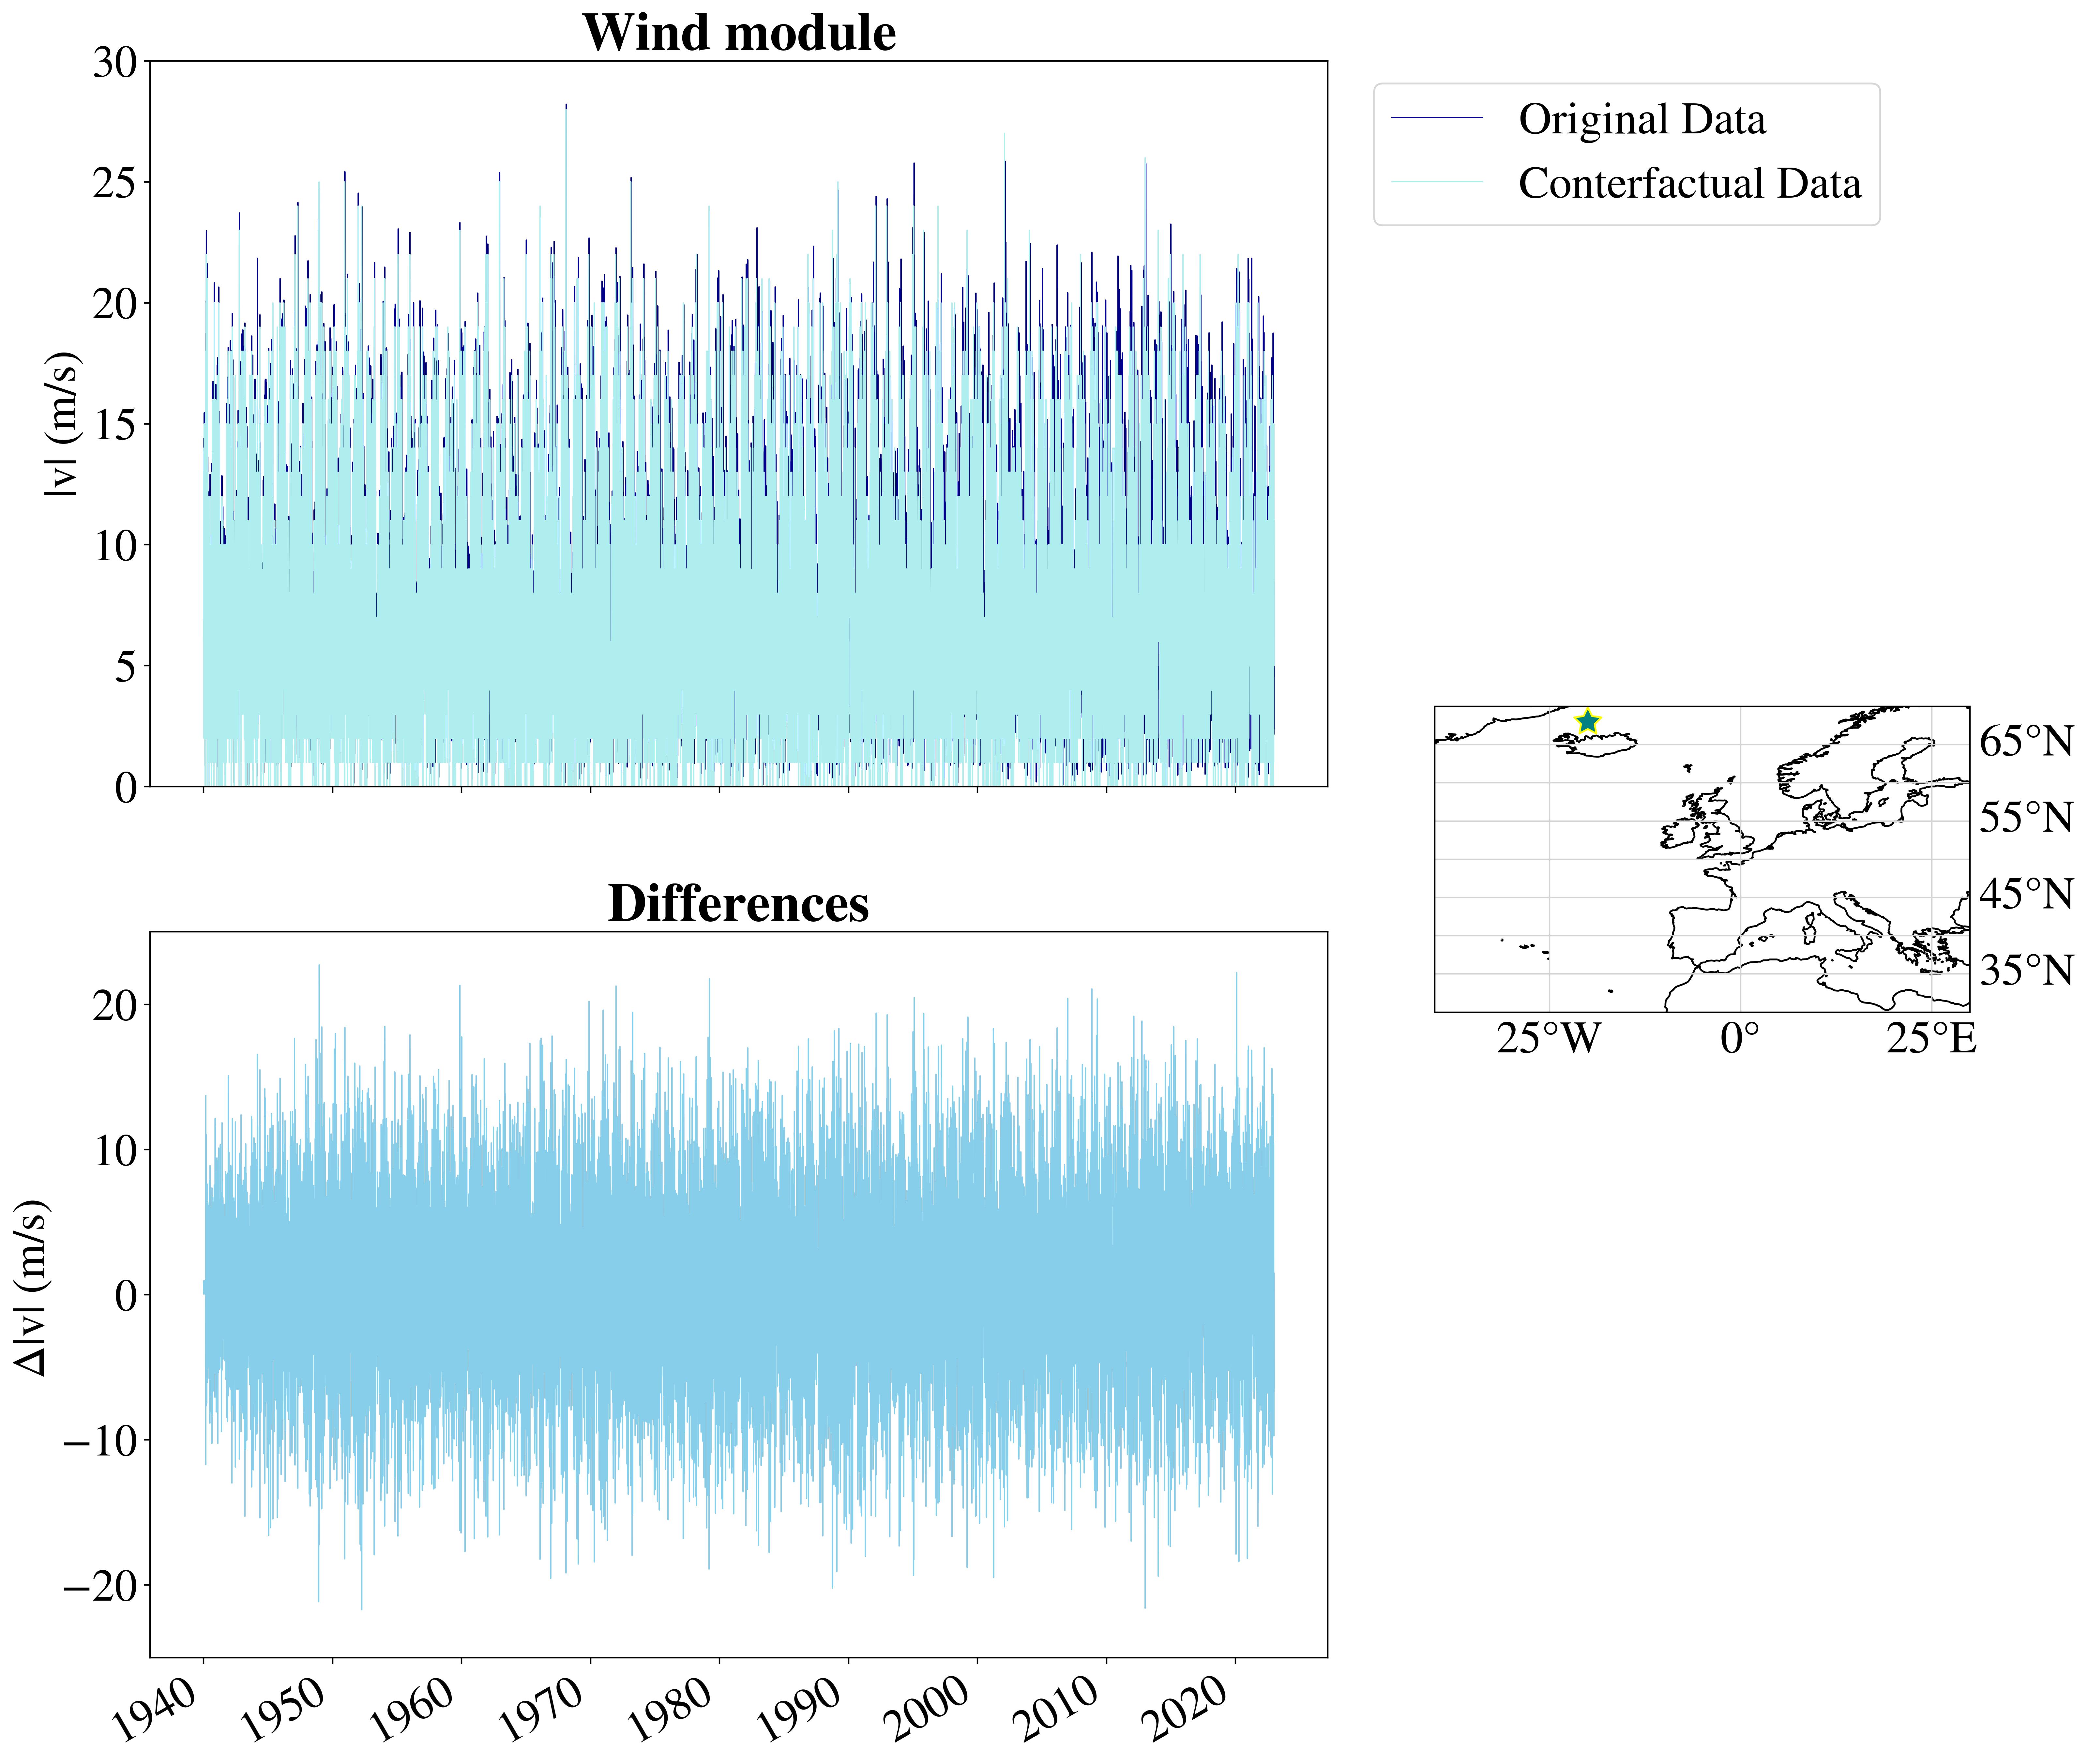 Wind module
30
25
20
15
10
5
0
|v| (m/s)
Original Data
Conterfactual Data
65°N
55°N
45°N
35°N
25°W 0° 25°E
Differences
20
10
0
−10
−20
Δ|v| (m/s)
1940 1950 1960 1970 1980 1990 2000 2010 2020